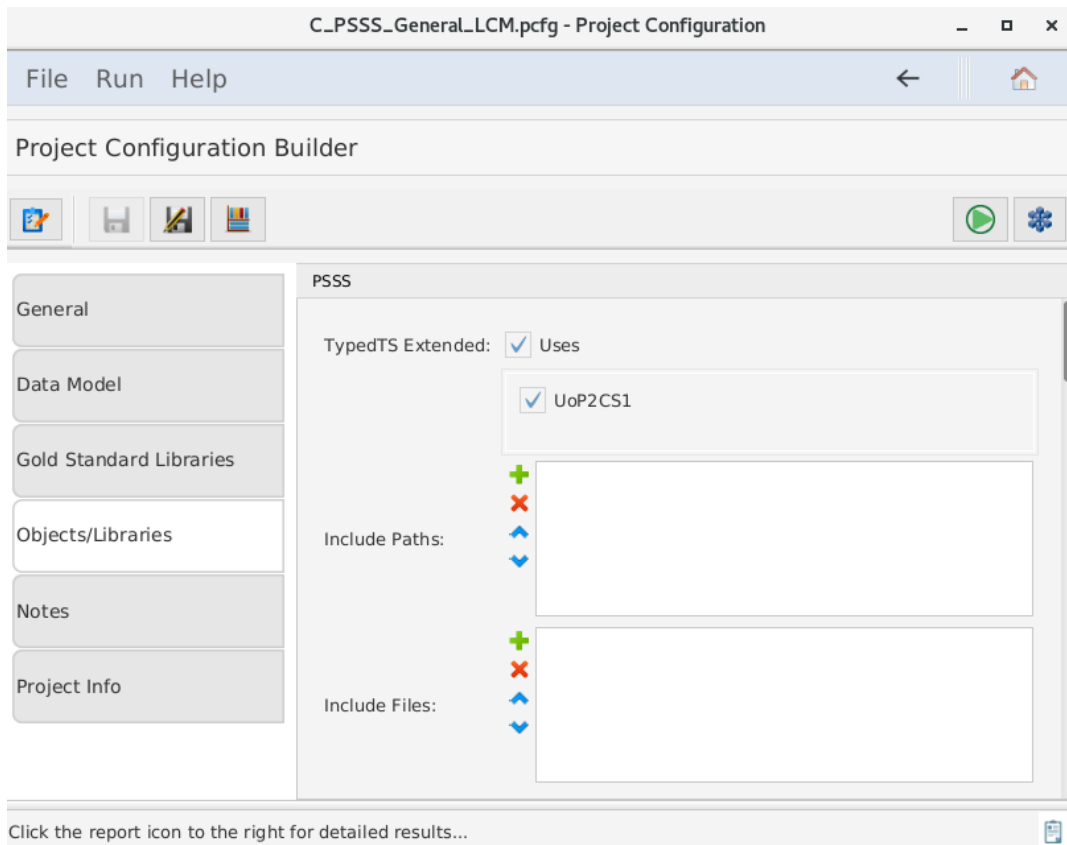 C_PSSS_General_LCM.pcfg - Project Configuration
File Run Help
Project Configuration Builder
General
Data Model
Gold Standard Libraries
Objects/Libraries
Notes
Project Info
PSSS
TypedTS Extended: Uses
UoP2CS1
Include Paths:
Include Files:
Click the report icon to the right for detailed results...